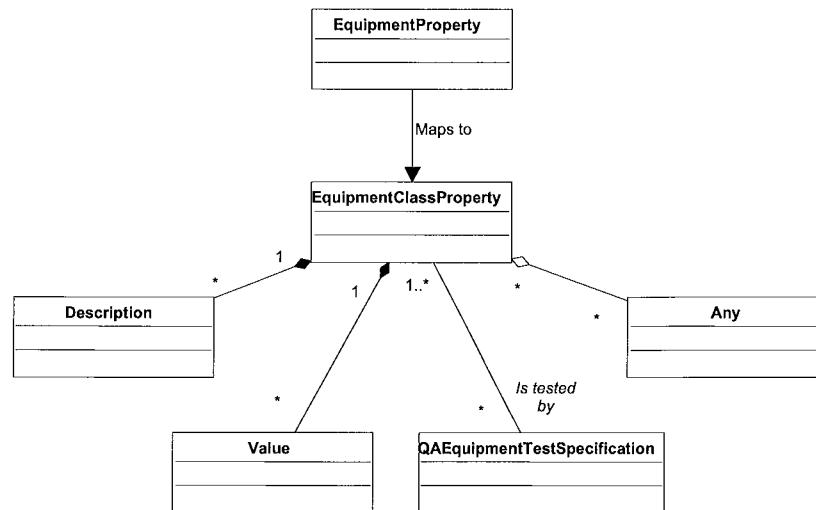 EquipmentProperty
Maps to
EquipmentClassProperty
1
*
Description
1
*
Value
1..*
*
Is tested
by
QAEquipmentTestSpecification
*
*
Any